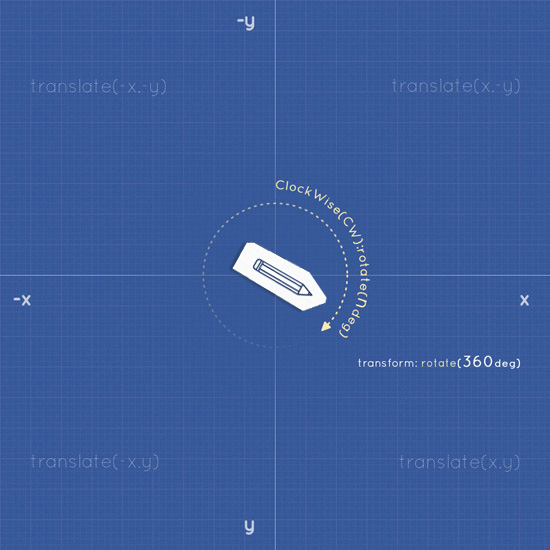 -y
translate(-x.-y)
translate(x.-y)
ClockWise(CW):rotate(ndeg)
-x
x
transform: rotate(360deg)
translate(-x.y)
translate(x.y)
y